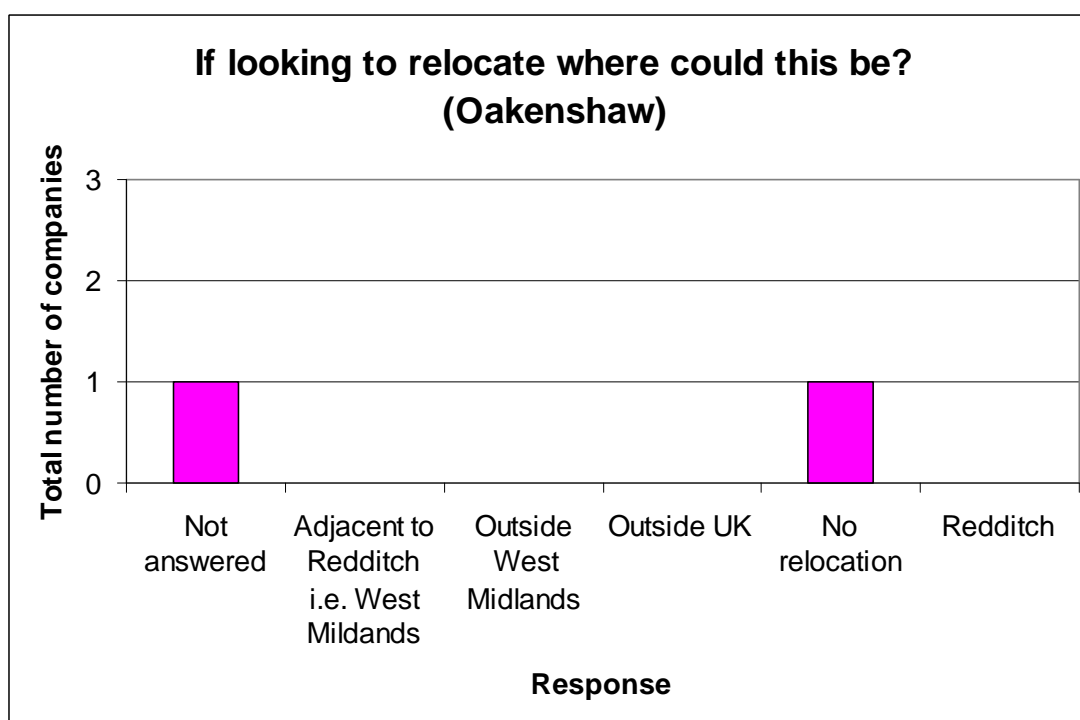 If looking to relocate where could this be?
(Oakenshaw)
Total number of companies
3
2
1
0
Not
answered
Adjacent to
Redditch
i.e. West
Mildands
Outside
West
Midlands
Outside UK
No
relocation
Redditch
Response